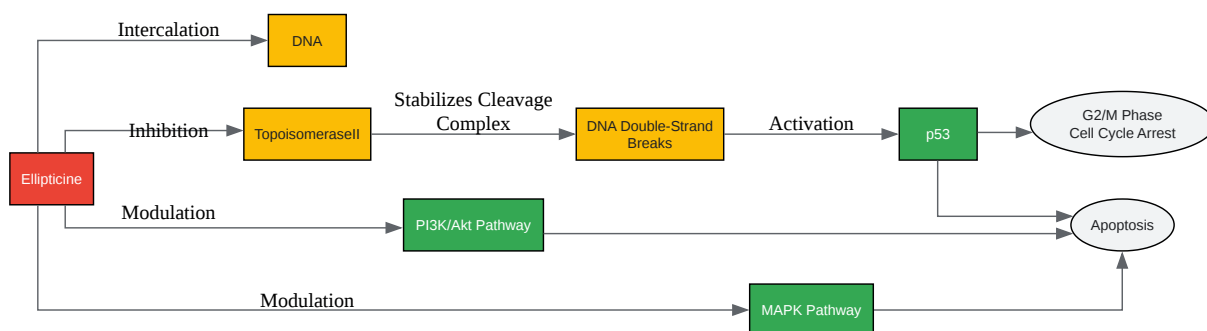 Intercalation
DNA
Stabilizes Cleavage
Complex
Inhibition
TopoisomeraseII
DNA Double-Strand
Breaks
Activation
p53
G2/M Phase
Cell Cycle Arrest
Ellipticine
Modulation
PI3K/Akt Pathway
Apoptosis
Modulation
MAPK Pathway